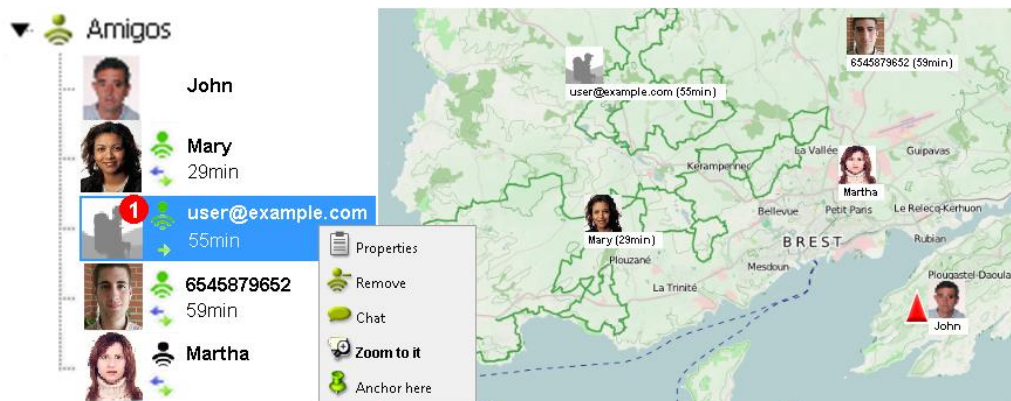 Amigos
John
Mary
29min
1
user@example.com
55min
6545879652
59min
Martha
Properties
Remove
Chat
Zoom to it
Anchor here
6545879652 (59min)
user@example.com (55min)
La Vallée
Guipavas
Kerampennec
Martha
Bellevue
Petit Paris
Le Relecq-Kerhuon
Mary (29min)
BREST
Rubian
Plouzané
Mesdoun
Plougastel-Daoula
La Trinité
John